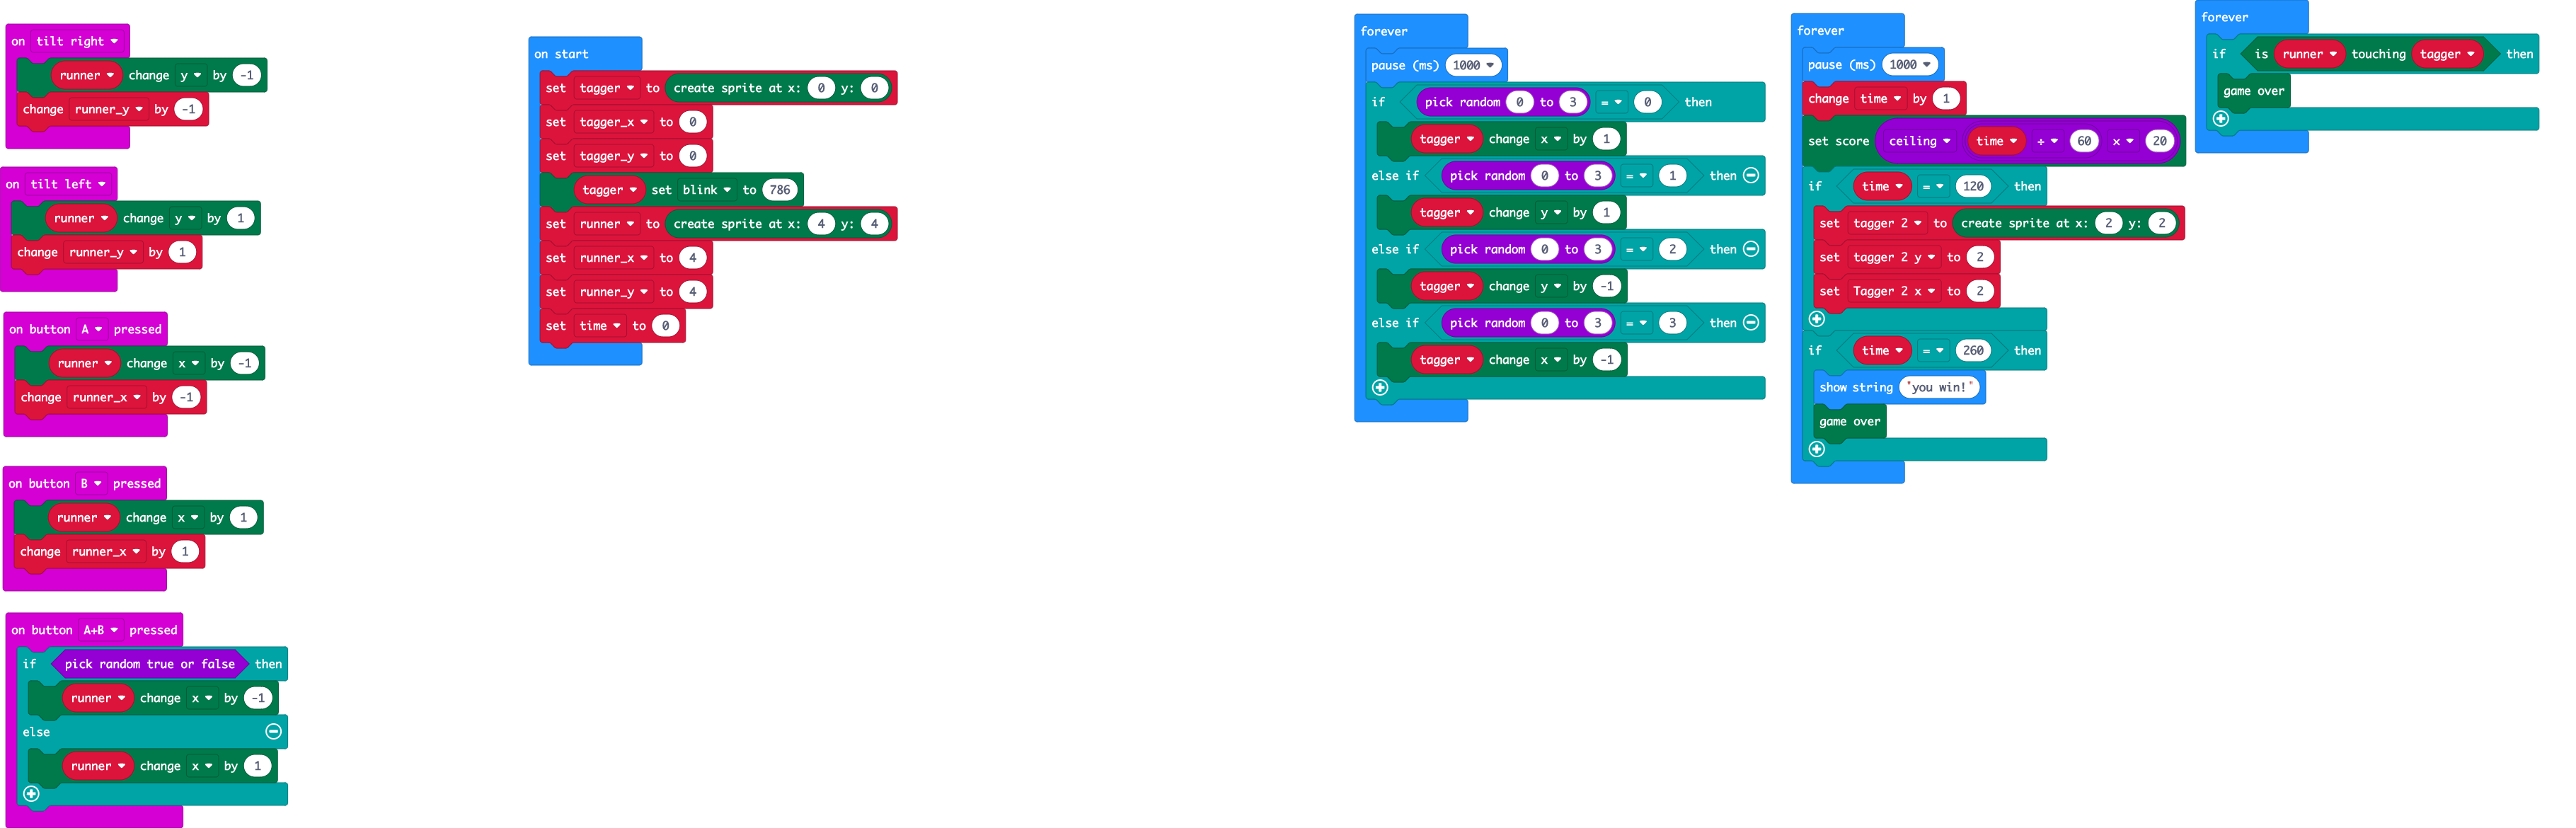 on tilt right
runner change y by -1
change runner_y by -1
on tilt left
runner change y by 1
change runner_y by 1
on button A pressed
runner change x by -1
change runner_x by -1
on button B pressed
runner change x by 1
change runner_x by 1
on button A+B pressed
if pick random true or false then
runner change x by -1
else
runner change x by 1
on start
set tagger to create sprite at x: 0 y: 0
set tagger_x to 0
set tagger_y to 0
tagger set blink to 786
set runner to create sprite at x: 4 y: 4
set runner_x to 4
set runner_y to 4
set time to 0
forever
pause (ms) 1000
if pick random 0 to 3 = 0 then
tagger change x by 1
else if pick random 0 to 3 = 1 then
tagger change y by 1
else if pick random 0 to 3 = 2 then
tagger change y by -1
else if pick random 0 to 3 = 3 then
tagger change x by -1
forever
pause (ms) 1000
change time by 1
set score ceiling time ÷ 60 × 20
if time = 120 then
set tagger 2 to create sprite at x: 2 y: 2
set tagger 2 y to 2
set Tagger 2 x to 2
if time = 260 then
show string "you win!"
game over
forever
if is runner touching tagger then
game over